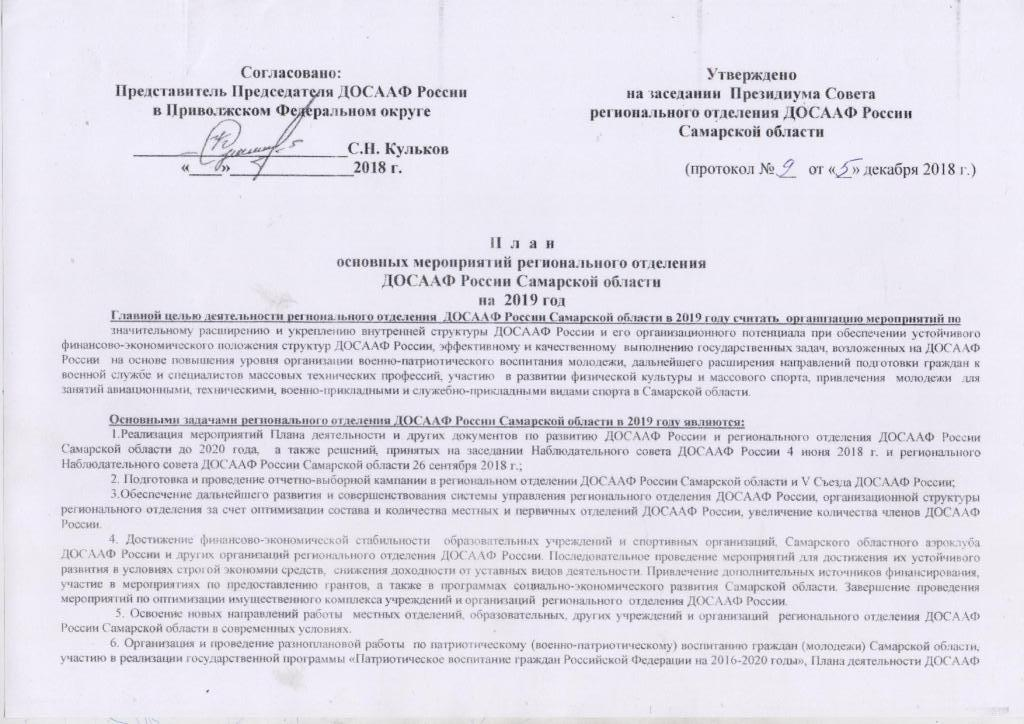 Согласовано:
Представитель Председателя ДОСААФ России
в Приволжском Федеральном округе
С.Н. Кульков
«____»_______________2018 г.
Утверждено
на заседании Президиума Совета
регионального отделения ДОСААФ России
Самарской области
(протокол № 9 от «5» декабря 2018 г.)
П л а н
основных мероприятий регионального отделения
ДОСААФ России Самарской области
на 2019 год
Главной целью деятельности регионального отделения ДОСААФ России Самарской области в 2019 году считать организацию мероприятий по
значительному расширению и укреплению внутренней структуры ДОСААФ России и его организационного потенциала при обеспечении устойчивого
финансово-экономического положения структур ДОСААФ России, эффективному и качественному выполнению государственных задач, возложенных на ДОСААФ
России на основе повышения уровня организации военно-патриотического воспитания молодежи, дальнейшего расширения направлений подготовки граждан к
военной службе и специалистов массовых технических профессий, участию в развитии физической культуры и массового спорта, привлечения молодежи для
занятий авиационными, техническими, военно-прикладными и служебно-прикладными видами спорта в Самарской области.
Основными задачами регионального отделения ДОСААФ России Самарской области в 2019 году являются:
1.Реализация мероприятий Плана деятельности и других документов по развитию ДОСААФ России и регионального отделения ДОСААФ России
Самарской области до 2020 года, а также решений, принятых на заседании Наблюдательного совета ДОСААФ России 4 июня 2018 г. и регионального
Наблюдательного совета ДОСААФ России Самарской области 26 сентября 2018 г.;
2. Подготовка и проведение отчетно-выборной кампании в региональном отделении ДОСААФ России Самарской области и V Съезда ДОСААФ России;
3.Обеспечение дальнейшего развития и совершенствования системы управления регионального отделения ДОСААФ России, организационной структуры
регионального отделения за счет оптимизации состава и количества местных и первичных отделений ДОСААФ России, увеличение количества членов ДОСААФ
России.
4. Достижение финансово-экономической стабильности образовательных учреждений и спортивных организаций, Самарского областного аэроклуба
ДОСААФ России и других организаций регионального отделения ДОСААФ России. Последовательное проведение мероприятий для достижения их устойчивого
развития в условиях строгой экономии средств, снижения доходности от уставных видов деятельности. Привлечение дополнительных источников финансирования,
участие в мероприятиях по предоставлению грантов, а также в программах социально-экономического развития Самарской области. Завершение проведения
мероприятий по оптимизации имущественного комплекса учреждений и организаций регионального отделения ДОСААФ России.
5. Освоение новых направлений работы местных отделений, образовательных, других учреждений и организаций регионального отделения ДОСААФ
России Самарской области в современных условиях.
6. Организация и проведение разноплановой работы по патриотическому (военно-патриотическому) воспитанию граждан (молодежи) Самарской области,
участию в реализации государственной программы «Патриотическое воспитание граждан Российской Федерации на 2016-2020 годы», Плана деятельности ДОСААФ